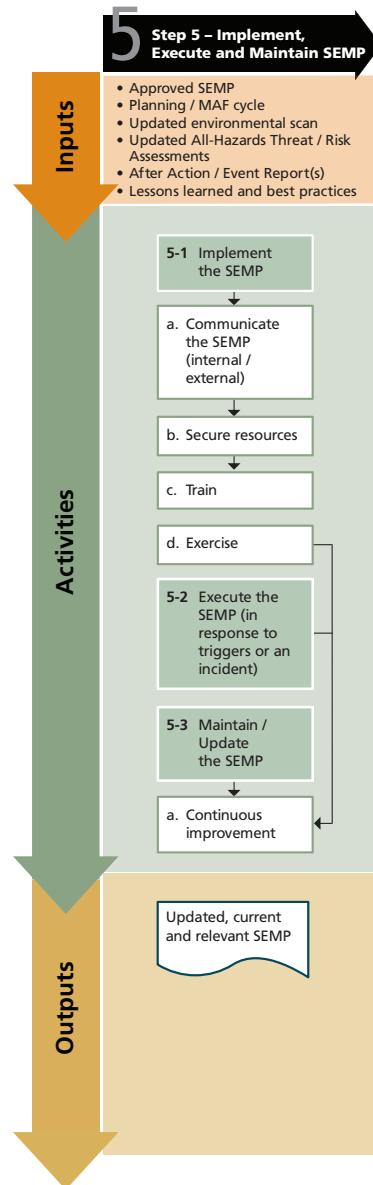 5
Step 5 – Implement,
Execute and Maintain SEMP
Inputs
• Approved SEMP
• Planning / MAF cycle
• Updated environmental scan
• Updated All-Hazards Threat / Risk
Assessments
• After Action / Event Report(s)
• Lessons learned and best practices
Activities
5-1 Implement
the SEMP
a. Communicate
the SEMP
(internal /
external)
b. Secure resources
c. Train
d. Exercise
5-2 Execute the
SEMP (in
response to
triggers or an
incident)
5-3 Maintain /
Update
the SEMP
a. Continuous
improvement
Outputs
Updated, current
and relevant SEMP